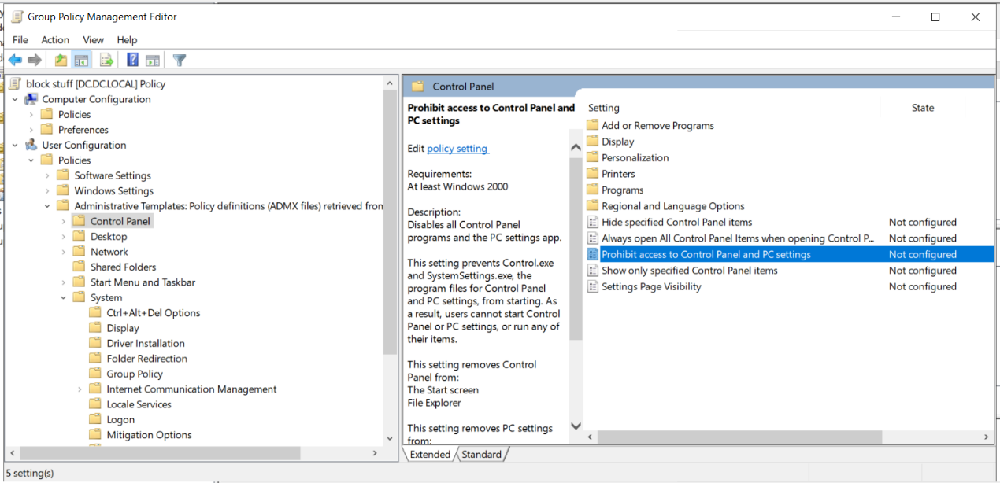 Group Policy Management Editor
File Action View Help
block stuff [DC.DC.LOCAL] Policy
Computer Configuration
Policies
Preferences
User Configuration
Policies
Software Settings
Windows Settings
Administrative Templates: Policy definitions (ADMX files) retrieved from
Control Panel
Desktop
Network
Shared Folders
Start Menu and Taskbar
System
Ctrl+Alt+Del Options
Display
Driver Installation
Folder Redirection
Group Policy
Internet Communication Management
Locale Services
Logon
Mitigation Options
Control Panel
Prohibit access to Control Panel and
PC settings
Edit policy setting
Requirements:
At least Windows 2000
Description:
Disables all Control Panel
programs and the PC settings app.
This setting prevents Control.exe
and SystemSettings.exe, the
program files for Control Panel
and PC settings, from starting. As
a result, users cannot start Control
Panel or PC settings, or run any of
their items.
This setting removes Control
Panel from:
The Start screen
File Explorer
This setting removes PC settings
from:
Setting State
Add or Remove Programs
Display
Personalization
Printers
Programs
Regional and Language Options
Hide specified Control Panel items Not configured
Always open All Control Panel Items when opening Control P... Not configured
Prohibit access to Control Panel and PC settings Not configured
Show only specified Control Panel items Not configured
Settings Page Visibility Not configured
Extended Standard
5 setting(s)